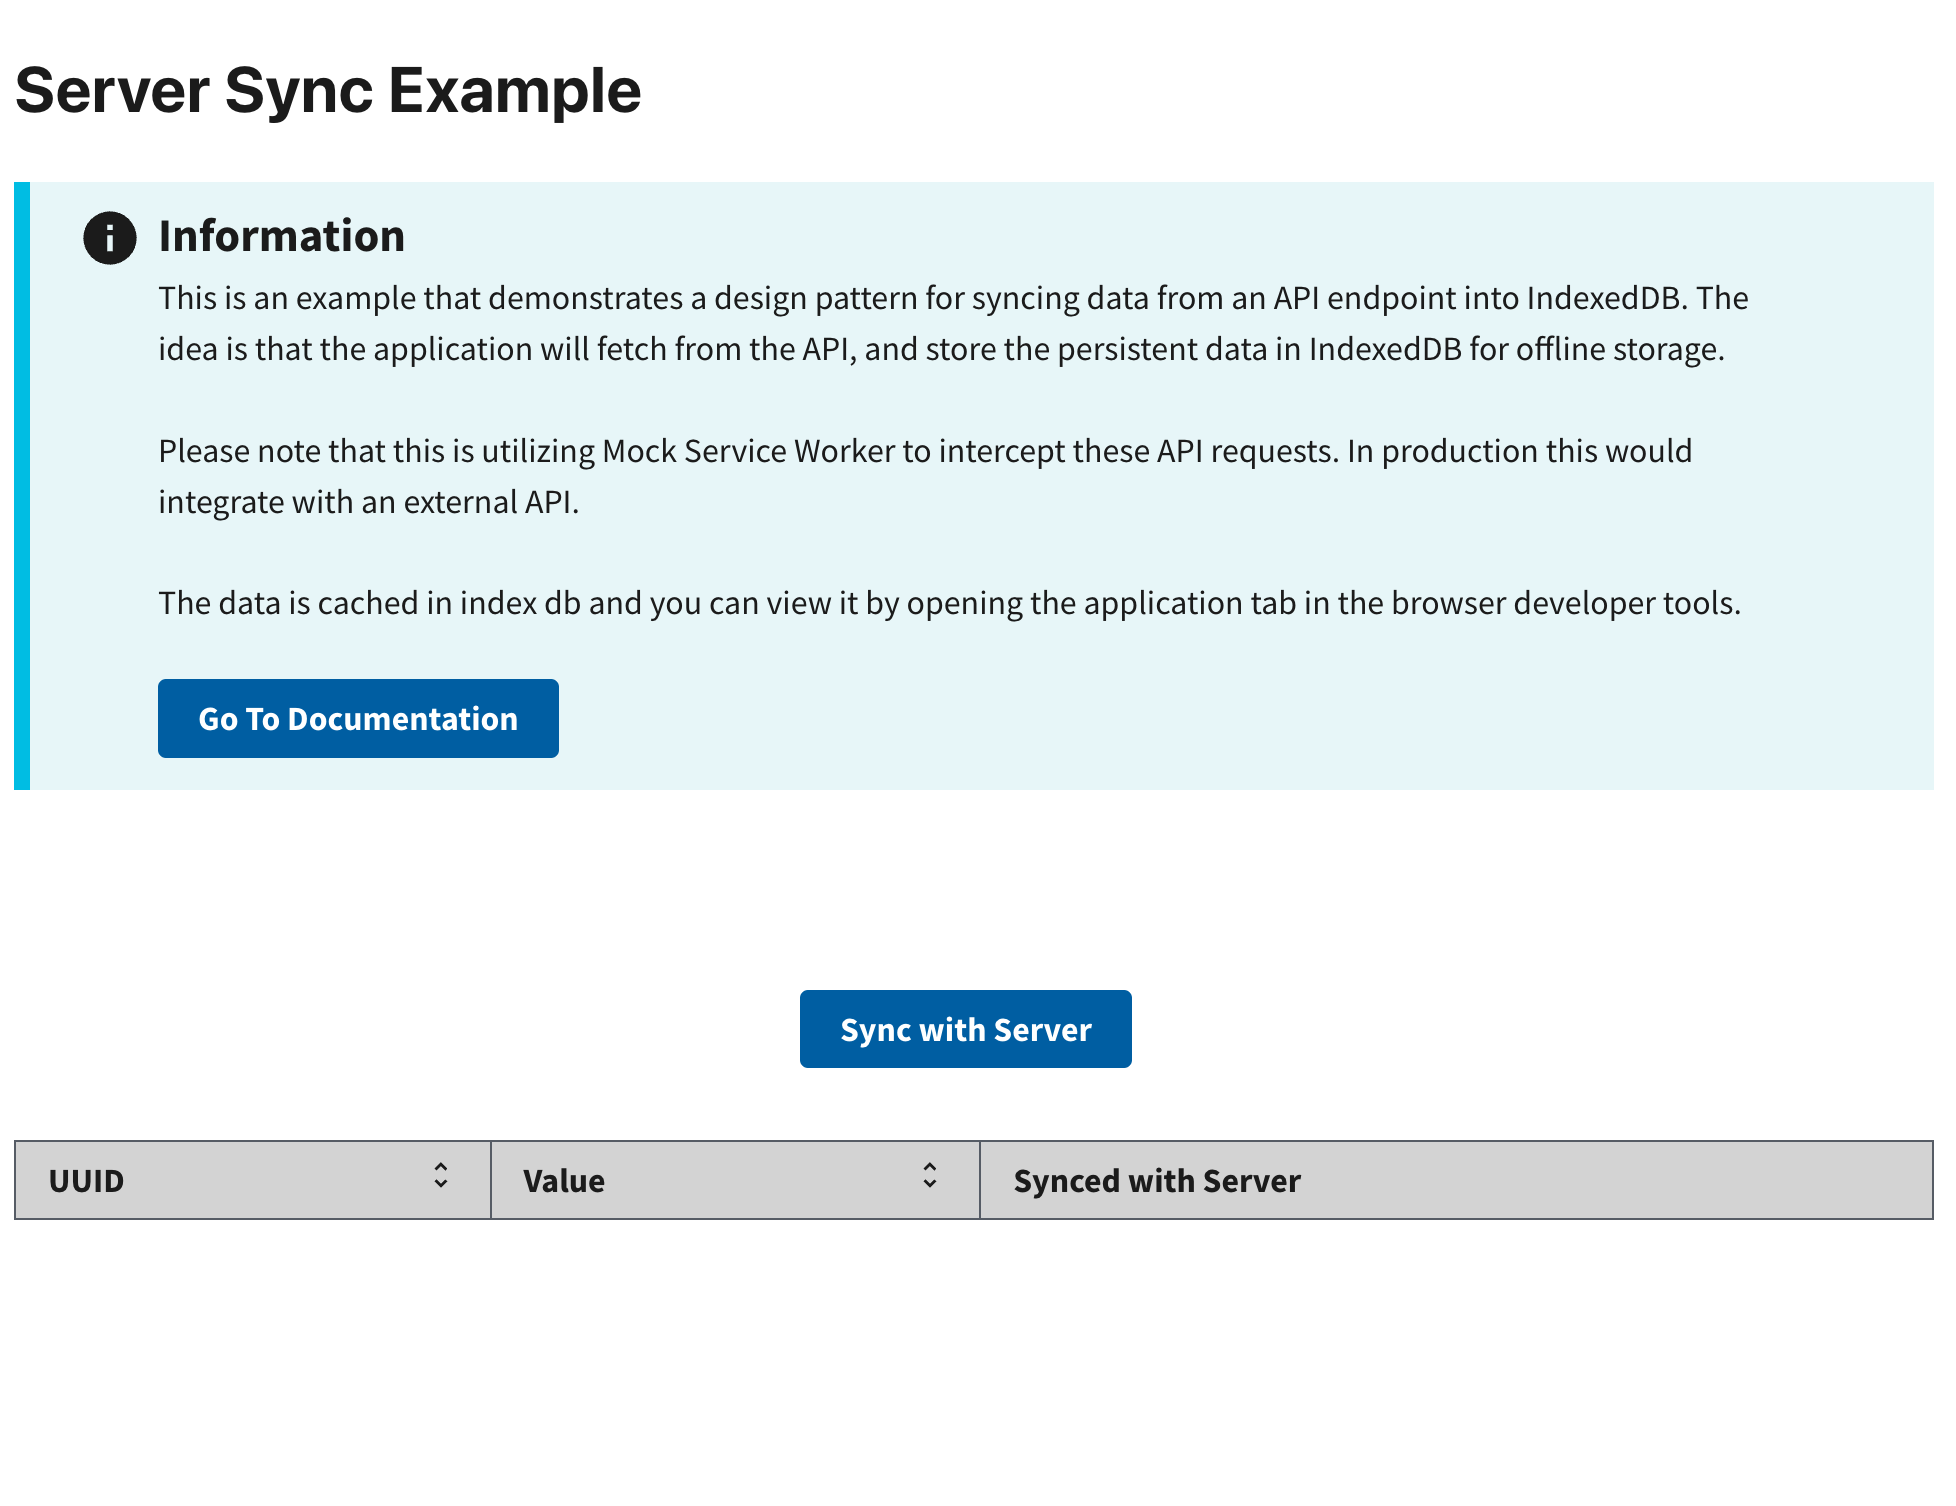 Server Sync Example
Information
This is an example that demonstrates a design pattern for syncing data from an API endpoint into IndexedDB. The
idea is that the application will fetch from the API, and store the persistent data in IndexedDB for offline storage.
Please note that this is utilizing Mock Service Worker to intercept these API requests. In production this would
integrate with an external API.
The data is cached in index db and you can view it by opening the application tab in the browser developer tools.
Go To Documentation
Sync with Server
UUID Value Synced with Server